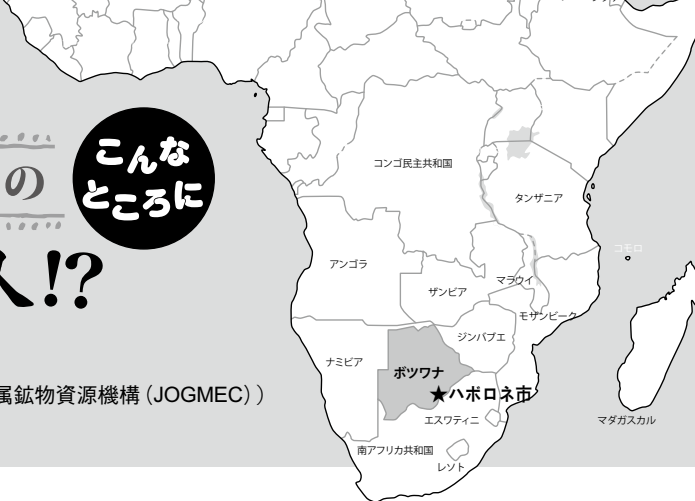 こんな
ところに
の
人!?
属鉱物資源機構（JOGMEC））
コンゴ民主共和国
タンザニア
コモロ
アンゴラ
マラウイ
ザンビア
モザンビーク
ジンバブエ
ナミビア
ボツワナ
★ハボロネ市
エスワティニ
マダガスカル
南アフリカ共和国
レソト